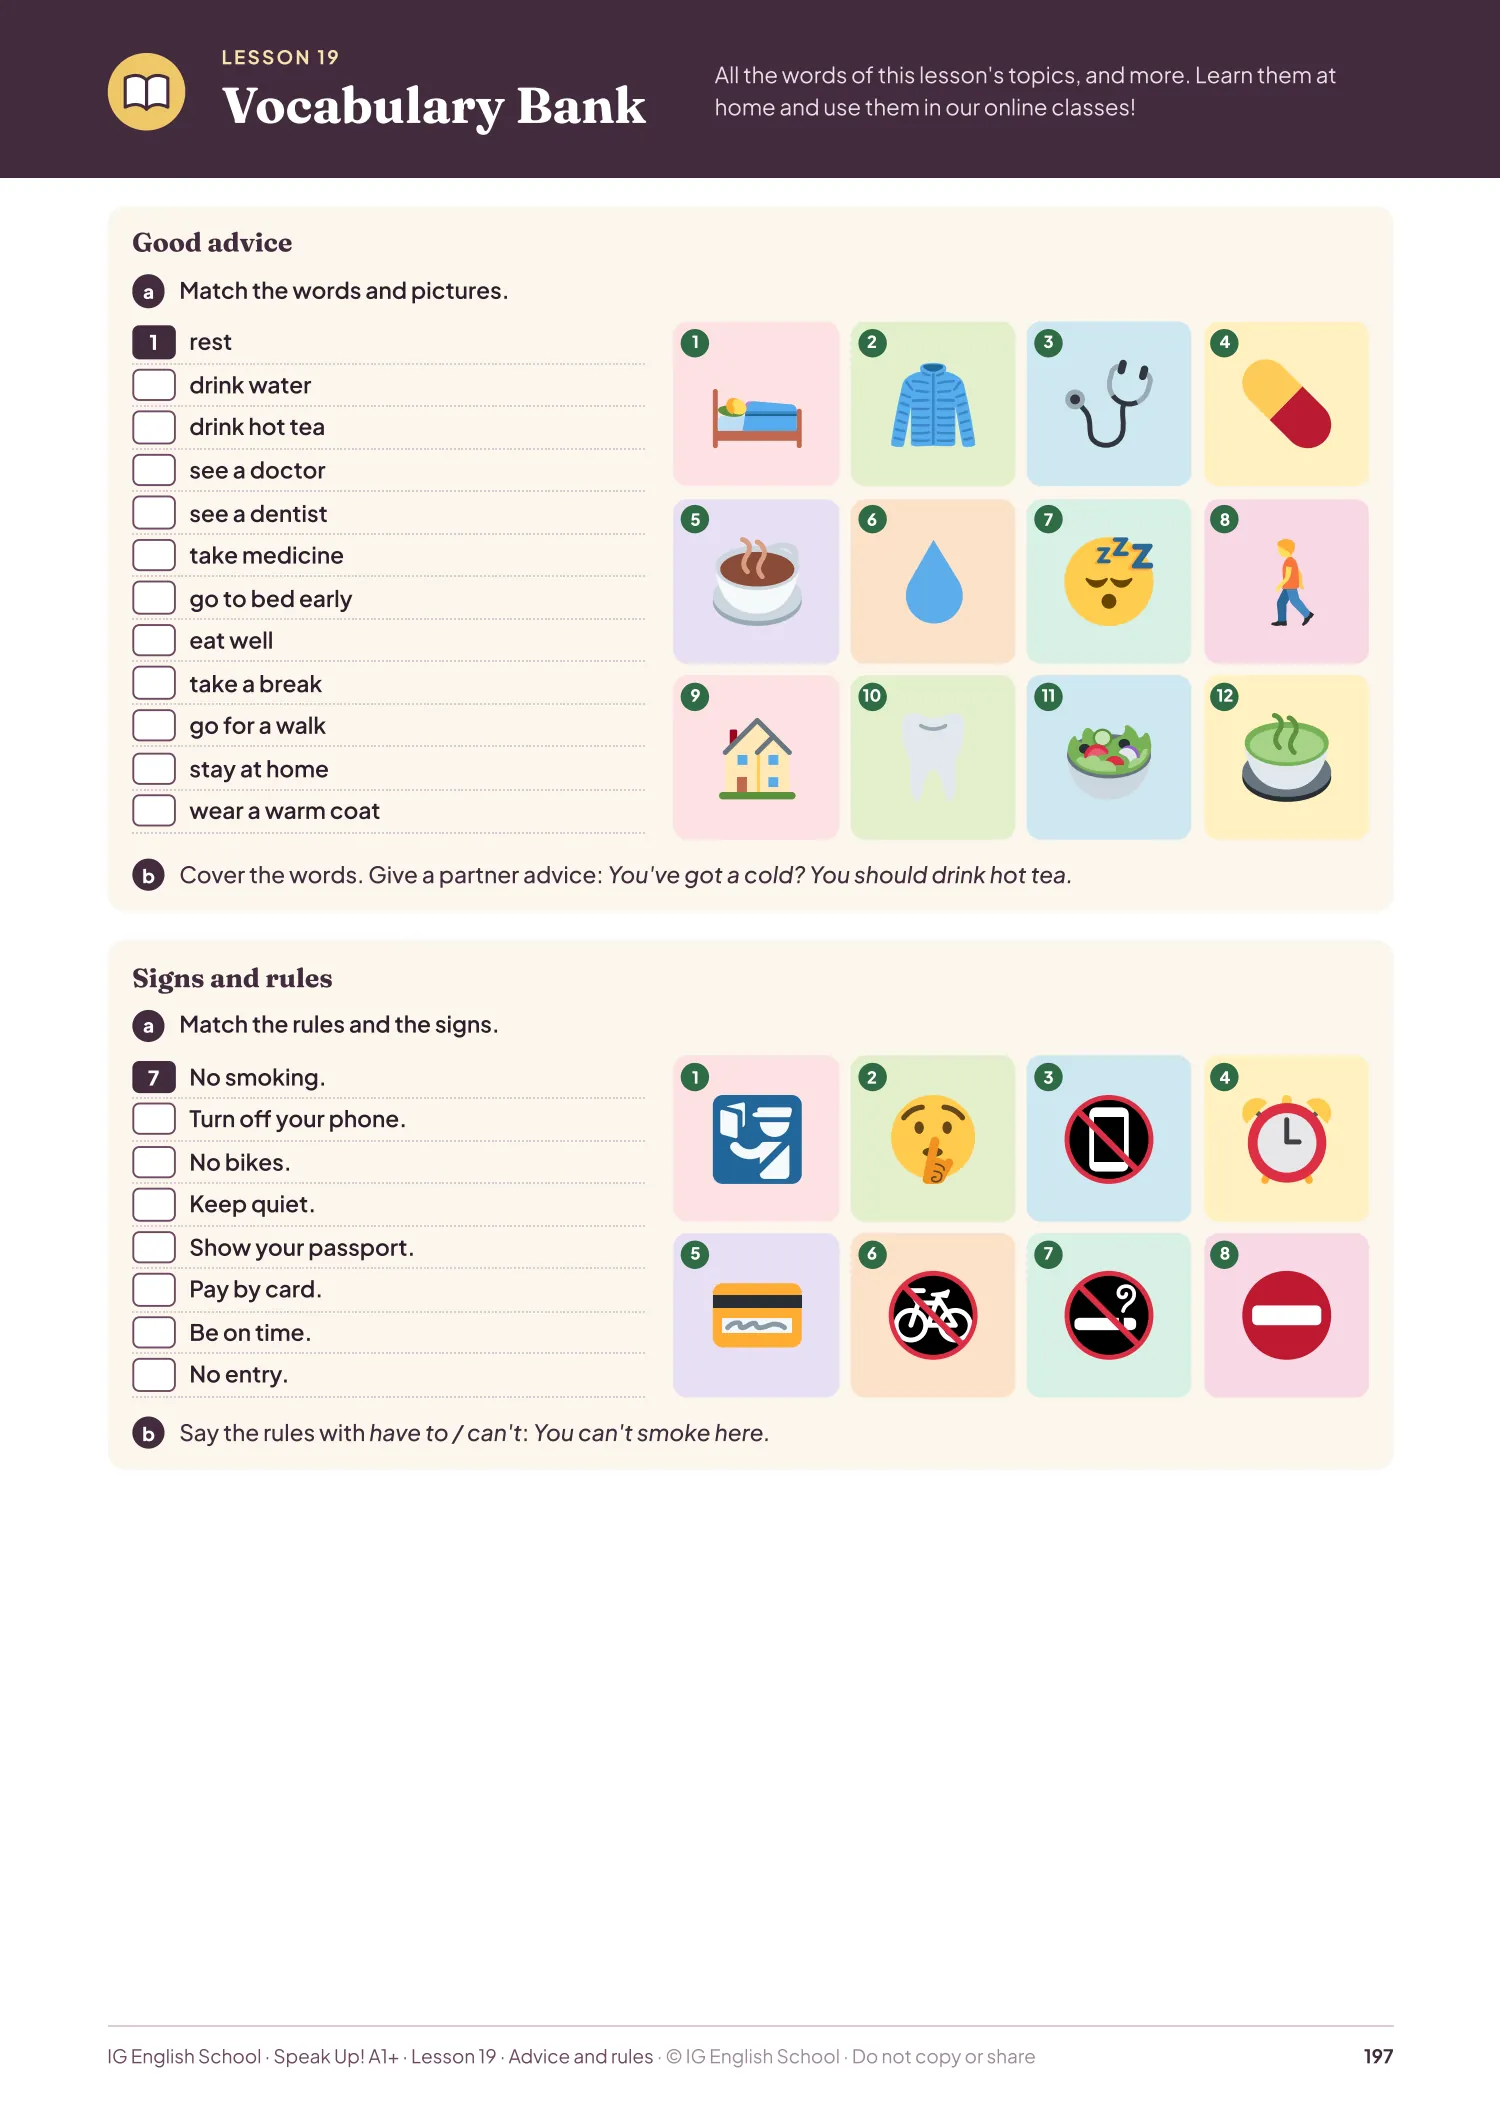 LESSON 19
Vocabulary Bank
All the words of this lesson's topics, and more. Learn them at
home and use them in our online classes!
Good advice
a Match the words and pictures.
1 rest
drink water
drink hot tea
see a doctor
see a dentist
take medicine
go to bed early
eat well
take a break
go for a walk
stay at home
wear a warm coat
1 2 3 4
5 6 7 8
zzz
9 10 11 12
b Cover the words. Give a partner advice: You've got a cold? You should drink hot tea.
Signs and rules
a Match the rules and the signs.
7 No smoking.
Turn off your phone.
No bikes.
Keep quiet.
Show your passport.
Pay by card.
Be on time.
No entry.
1 2 3 4
5 6 7 8
b Say the rules with have to / can't: You can't smoke here.
IG English School · Speak Up! A1+ · Lesson 19 · Advice and rules · © IG English School · Do not copy or share 197